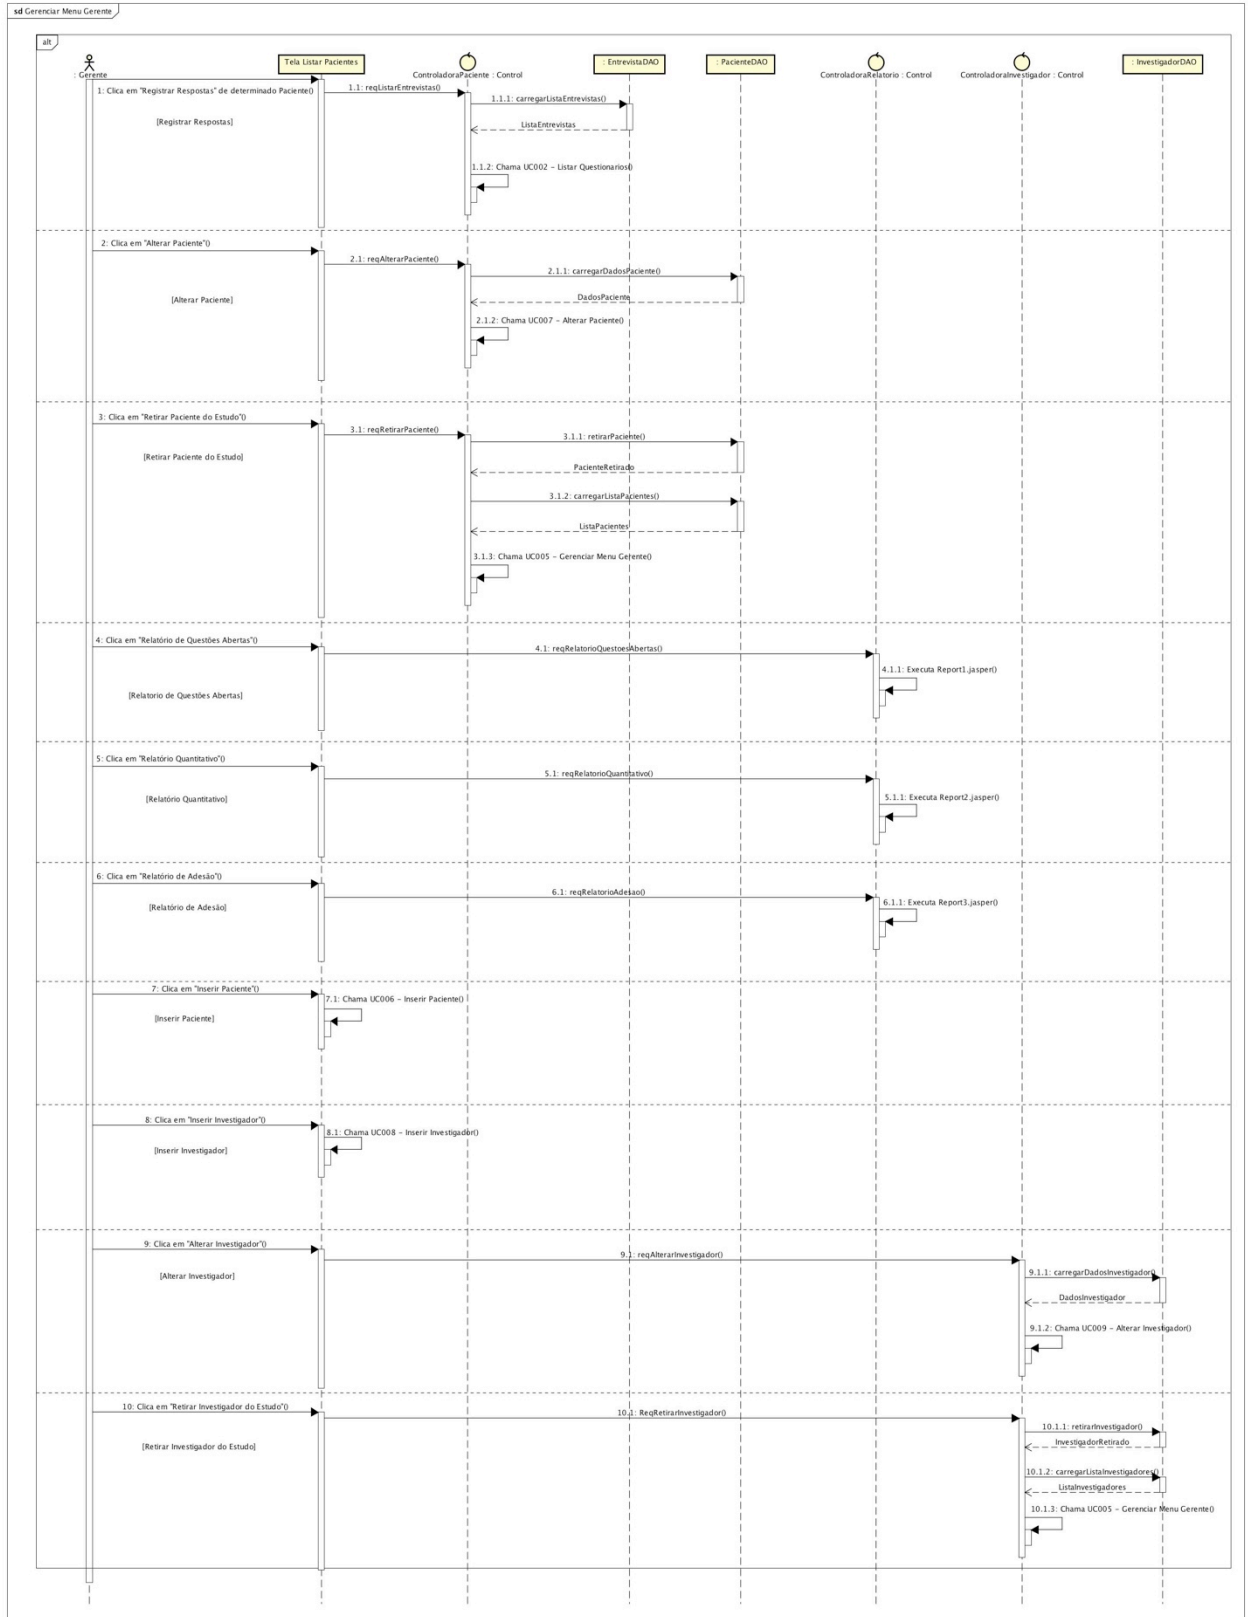 sd Gerenciar Menu Gerente
alt
: Gerente
Tela Listar Pacientes
ControladoraPaciente : Control
: EntrevistaDAO
: PacienteDAO
ControladoraRelatorio : Control
ControladoraInvestigador : Control
: InvestigadorDAO
1: Clica em "Registrar Respostas" de determinado Paciente()
1.1: reqListarEntrevistas()
1.1.1: carregarListaEntrevistas()
[Registrar Respostas]
ListaEntrevistas
1.1.2: Chama UC002 - Listar Questionarios()
2: Clica em "Alterar Paciente"()
2.1: reqAlterarPaciente()
2.1.1: carregarDadosPaciente()
[Alterar Paciente]
DadosPaciente
2.1.2: Chama UC007 - Alterar Paciente()
3: Clica em "Retirar Paciente do Estudo"()
3.1: reqRetirarPaciente()
3.1.1: retirarPaciente()
[Retirar Paciente do Estudo]
PacienteRetirado
3.1.2: carregarListaPacientes()
ListaPacientes
3.1.3: Chama UC005 - Gerenciar Menu Gerente()
4: Clica em "Relatório de Questões Abertas"()
4.1: reqRelatorioQuestoesAbertas()
4.1.1: Executa Report1.jasper()
[Relatorio de Questões Abertas]
5: Clica em "Relatório Quantitativo"()
5.1: reqRelatorioQuantitativo()
5.1.1: Executa Report2.jasper()
[Relatório Quantitativo]
6: Clica em "Relatório de Adesão"()
6.1: reqRelatorioAdesao()
6.1.1: Executa Report3.jasper()
[Relatório de Adesão]
7: Clica em "Inserir Paciente"()
7.1: Chama UC006 - Inserir Paciente()
[Inserir Paciente]
8: Clica em "Inserir Investigador"()
8.1: Chama UC008 - Inserir Investigador()
[Inserir Investigador]
9: Clica em "Alterar Investigador"()
9.1: reqAlterarInvestigador()
9.1.1: carregarDadosInvestigador()
[Alterar Investigador]
DadosInvestigador
9.1.2: Chama UC009 - Alterar Investigador()
10: Clica em "Retirar Investigador do Estudo"()
10.1: ReqRetirarInvestigador()
10.1.1: retirarInvestigador()
[Retirar Investigador do Estudo]
InvestigadorRetirado
10.1.2: carregarListaInvestigadores()
ListaInvestigadores
10.1.3: Chama UC005 - Gerenciar Menu Gerente()